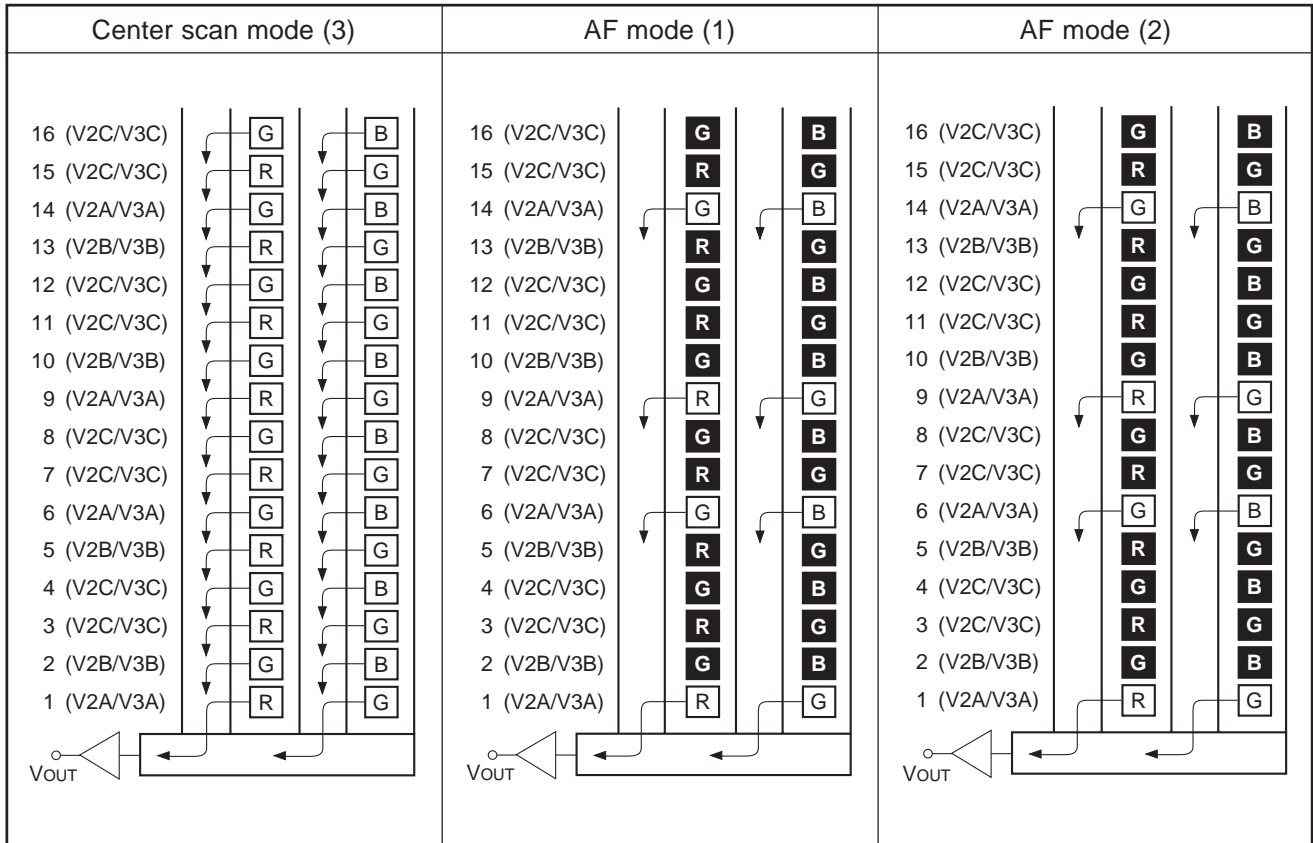 Center scan mode (3) AF mode (1) AF mode (2)
16 (V2C/V3C) G B 16 (V2C/V3C) G B 16 (V2C/V3C) G B
15 (V2C/V3C) R G 15 (V2C/V3C) R G 15 (V2C/V3C) R G
14 (V2A/V3A) G B 14 (V2A/V3A) G B 14 (V2A/V3A) G B
13 (V2B/V3B) R G 13 (V2B/V3B) R G 13 (V2B/V3B) R G
12 (V2C/V3C) G B 12 (V2C/V3C) G B 12 (V2C/V3C) G B
11 (V2C/V3C) R G 11 (V2C/V3C) R G 11 (V2C/V3C) R G
10 (V2B/V3B) G B 10 (V2B/V3B) G B 10 (V2B/V3B) G B
9 (V2A/V3A) R G 9 (V2A/V3A) R G 9 (V2A/V3A) R G
8 (V2C/V3C) G B 8 (V2C/V3C) G B 8 (V2C/V3C) G B
7 (V2C/V3C) R G 7 (V2C/V3C) R G 7 (V2C/V3C) R G
6 (V2A/V3A) G B 6 (V2A/V3A) G B 6 (V2A/V3A) G B
5 (V2B/V3B) R G 5 (V2B/V3B) R G 5 (V2B/V3B) R G
4 (V2C/V3C) G B 4 (V2C/V3C) G B 4 (V2C/V3C) G B
3 (V2C/V3C) R G 3 (V2C/V3C) R G 3 (V2C/V3C) R G
2 (V2B/V3B) G B 2 (V2B/V3B) G B 2 (V2B/V3B) G B
1 (V2A/V3A) R G 1 (V2A/V3A) R G 1 (V2A/V3A) R G
VOUT VOUT VOUT